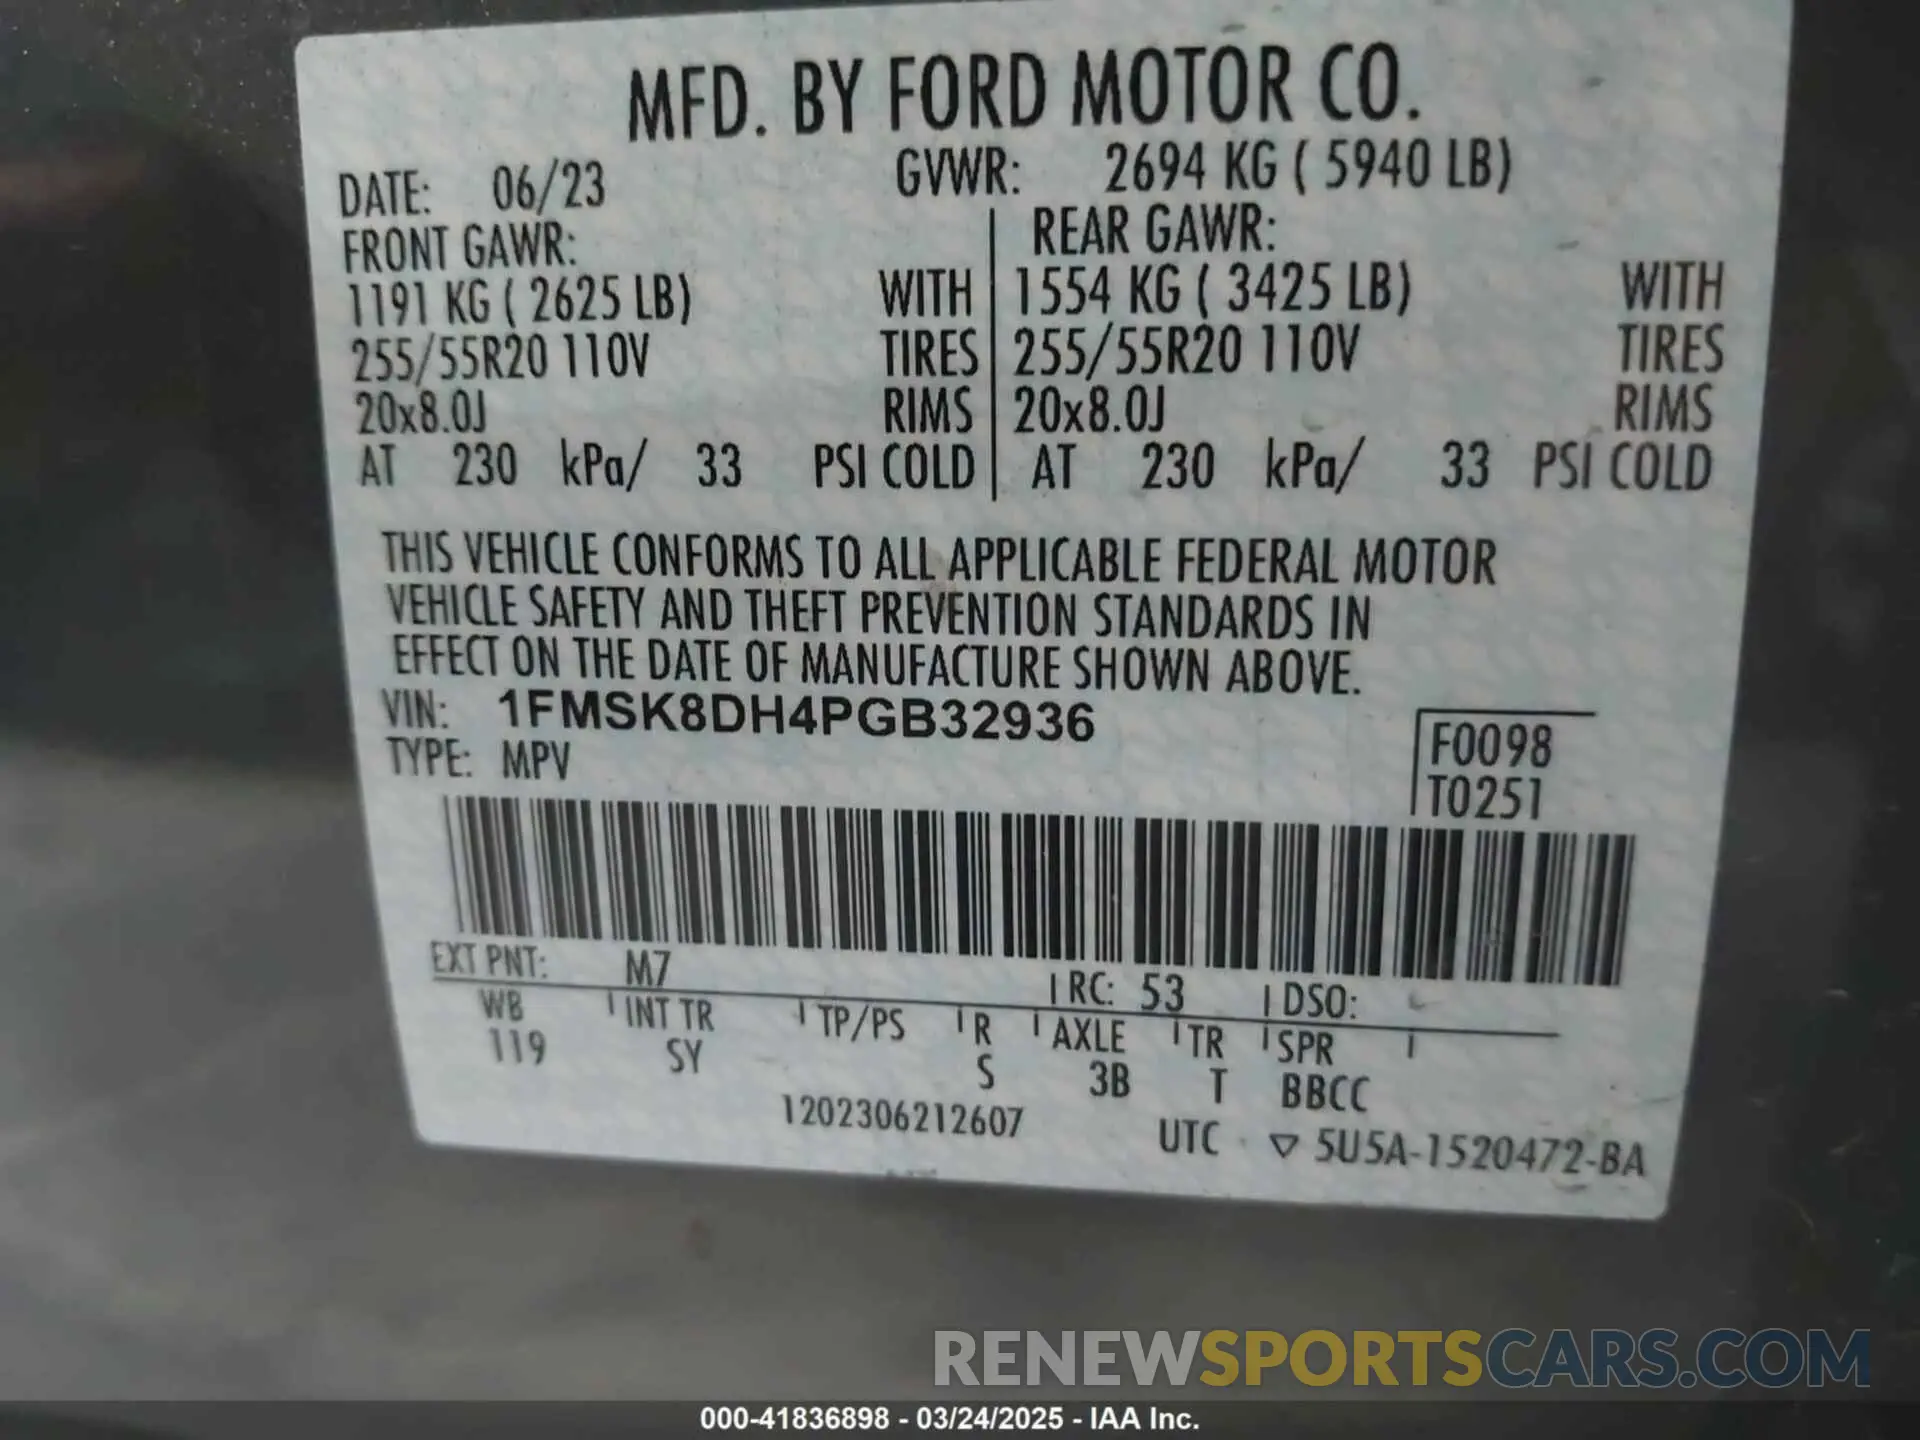 MFD. BY FORD MOTOR CO.
DATE: 06/23 GVWR: 2694 KG ( 5940 LB)
FRONT GAWR: REAR GAWR:
1191 KG ( 2625 LB) WITH 1554 KG ( 3425 LB) WITH
255/55R20 110V TIRES 255/55R20 110V TIRES
20x8.0J RIMS 20x8.0J RIMS
AT 230 kPa/ 33 PSI COLD AT 230 kPa/ 33 PSI COLD
THIS VEHICLE CONFORMS TO ALL APPLICABLE FEDERAL MOTOR
VEHICLE SAFETY AND THEFT PREVENTION STANDARDS IN
EFFECT ON THE DATE OF MANUFACTURE SHOWN ABOVE.
VIN: 1FMSK8DH4PGB32936
TYPE: MPV
F0098
T0251
EXT PNT: M7 RC: 53 DSO:
WB INT TR TP/PS R AXLE TR SPR
119 SY S 3B T BBCC
1202306212607 UTC ▽ 5U5A-1520472-BA
RENEWSPORTSCARS.COM
000-41836898 - 03/24/2025 - IAA Inc.